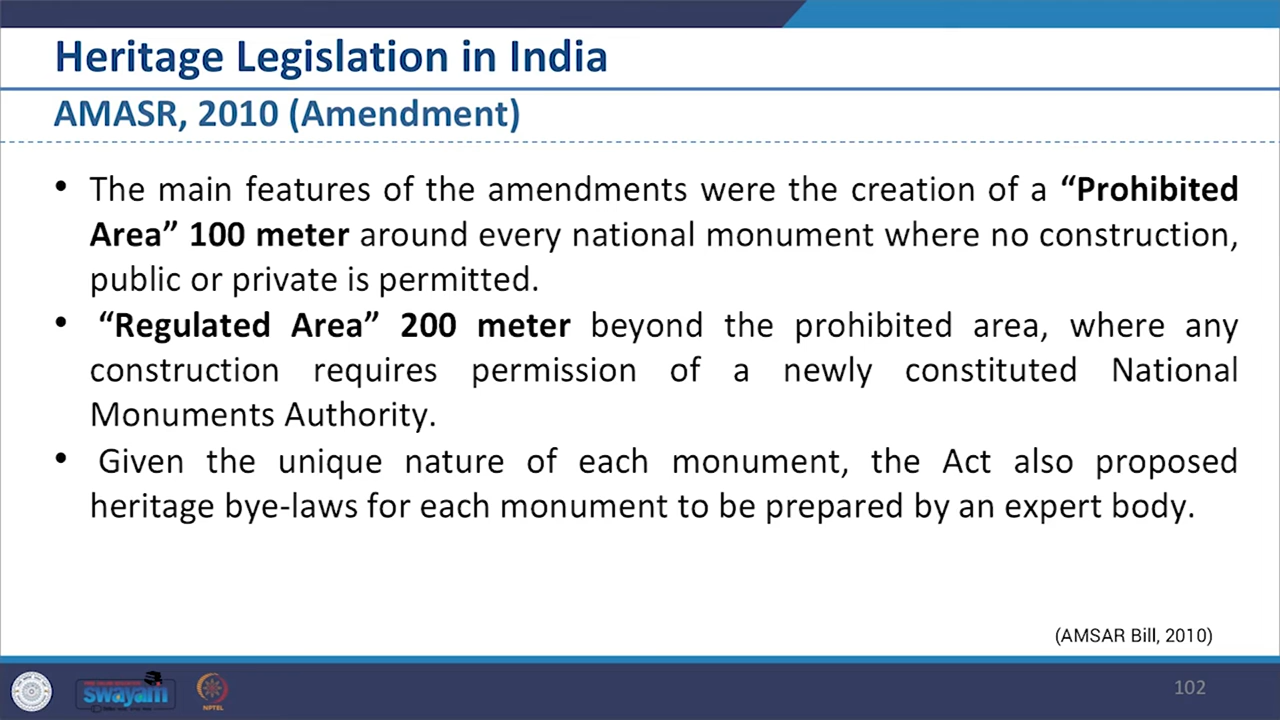 Heritage Legislation in India
AMASR, 2010 (Amendment)
• The main features of the amendments were the creation of a “Prohibited
Area” 100 meter around every national monument where no construction,
public or private is permitted.
• “Regulated Area” 200 meter beyond the prohibited area, where any
construction requires permission of a newly constituted National
Monuments Authority.
• Given the unique nature of each monument, the Act also proposed
heritage bye-laws for each monument to be prepared by an expert body.
(AMSAR Bill, 2010)
swayam
NPTEL
102